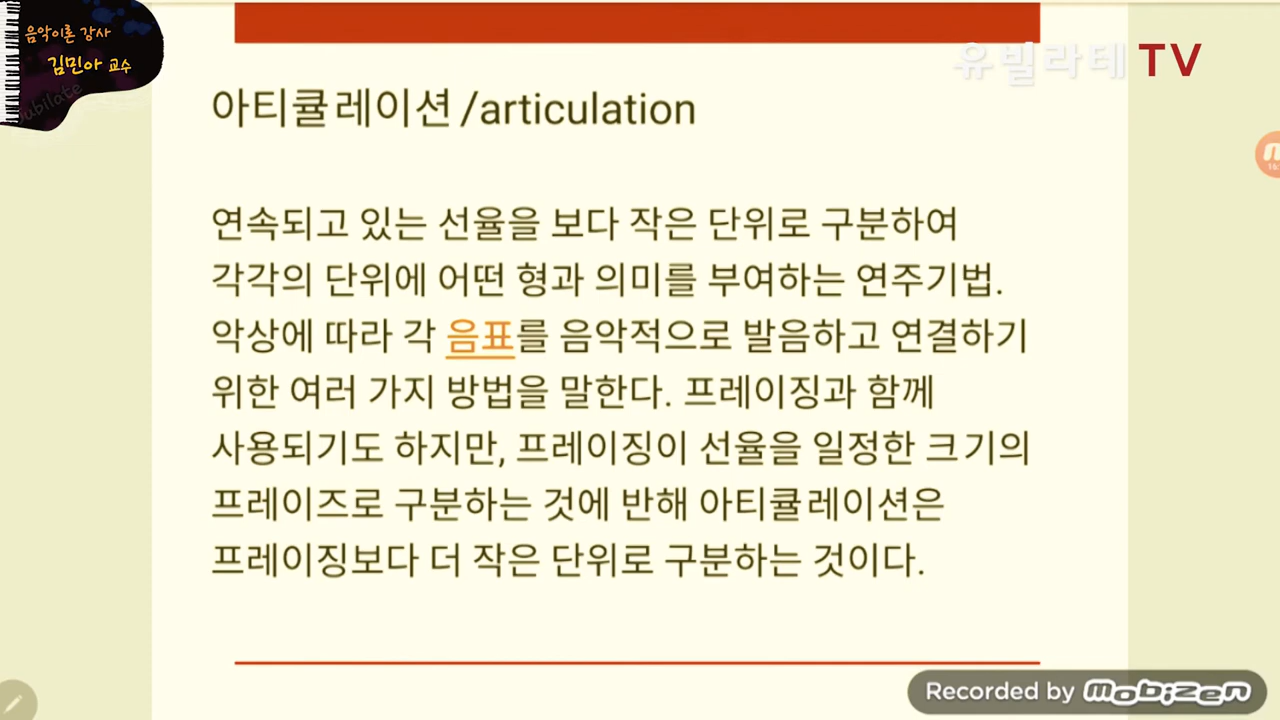 음악이론 강사
김민아 교수
Jubilate
유빌라테 TV
아티큘레이션/articulation
연속되고 있는 선율을 보다 작은 단위로 구분하여
각각의 단위에 어떤 형과 의미를 부여하는 연주기법.
악상에 따라 각 음표를 음악적으로 발음하고 연결하기
위한 여러 가지 방법을 말한다. 프레이징과 함께
사용되기도 하지만, 프레이징이 선율을 일정한 크기의
프레이즈로 구분하는 것에 반해 아티큘레이션은
프레이징보다 더 작은 단위로 구분하는 것이다.
Recorded by mobizen